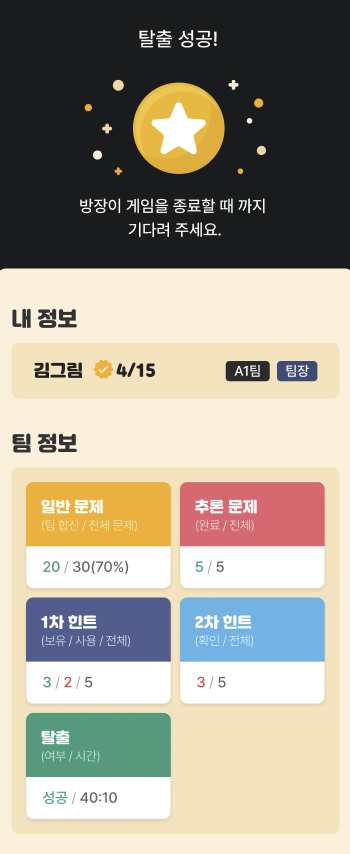 탈출 성공!
방장이 게임을 종료할 때 까지
기다려 주세요.
내 정보
김그림 4/15 A1팀 팀장
팀 정보
일반 문제
(팀 합산 / 전체 문제)
20 / 30(70%)
추론 문제
(완료 / 전체)
5 / 5
1차 힌트
(보유 / 사용 / 전체)
3 / 2 / 5
2차 힌트
(확인 / 전체)
3 / 5
탈출
(여부 / 시간)
성공 / 40:10